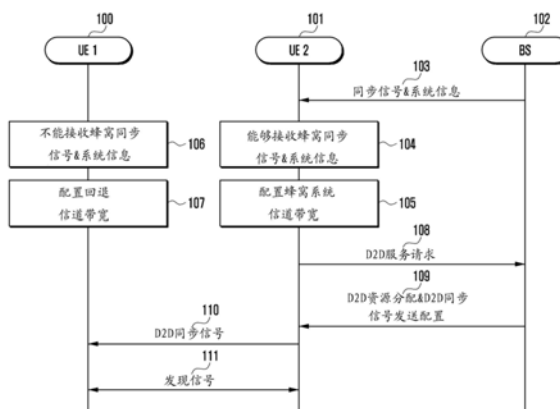 100
101
102
UE 1
UE 2
BS
103
同步信号&系统信息
不能接收蜂窝同步
信号&系统信息
106
能够接收蜂窝同步
信号&系统信息
104
配置回退
信道带宽
107
配置蜂窝系统
信道带宽
105
108
D2D服务请求
109
D2D资源分配&D2D同步
信号发送配置
110
D2D同步信号
111
发现信号